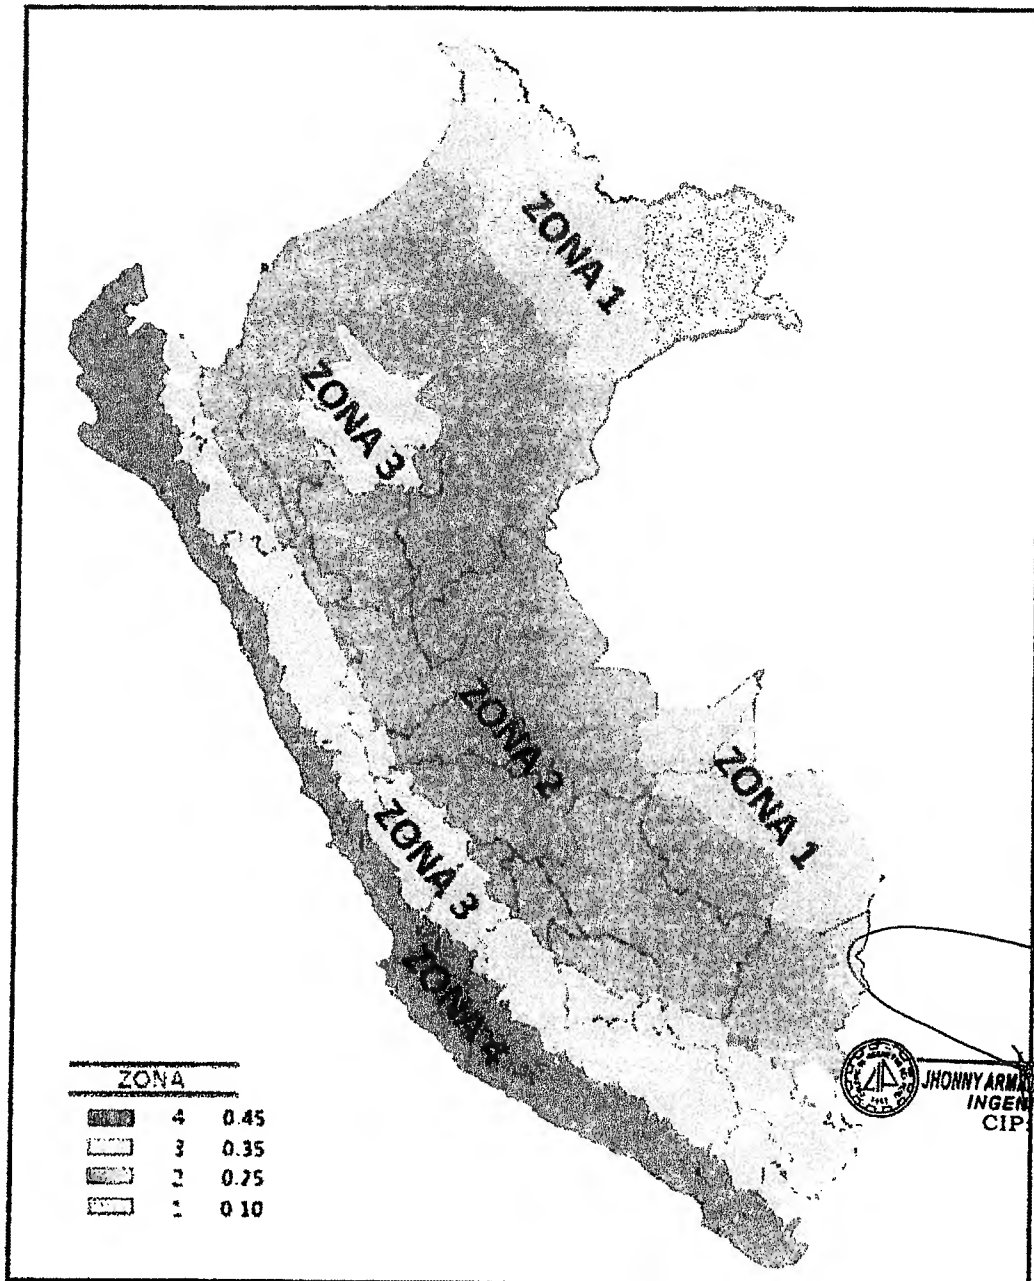 ZONA 1
ZONA 3
ZONA 2
ZONA 1
ZONA 3
ZONA 4
ZONA
4 0.45
3 0.35
2 0.25
1 0.10
JHONNY ARMA
INGEN
CIP: